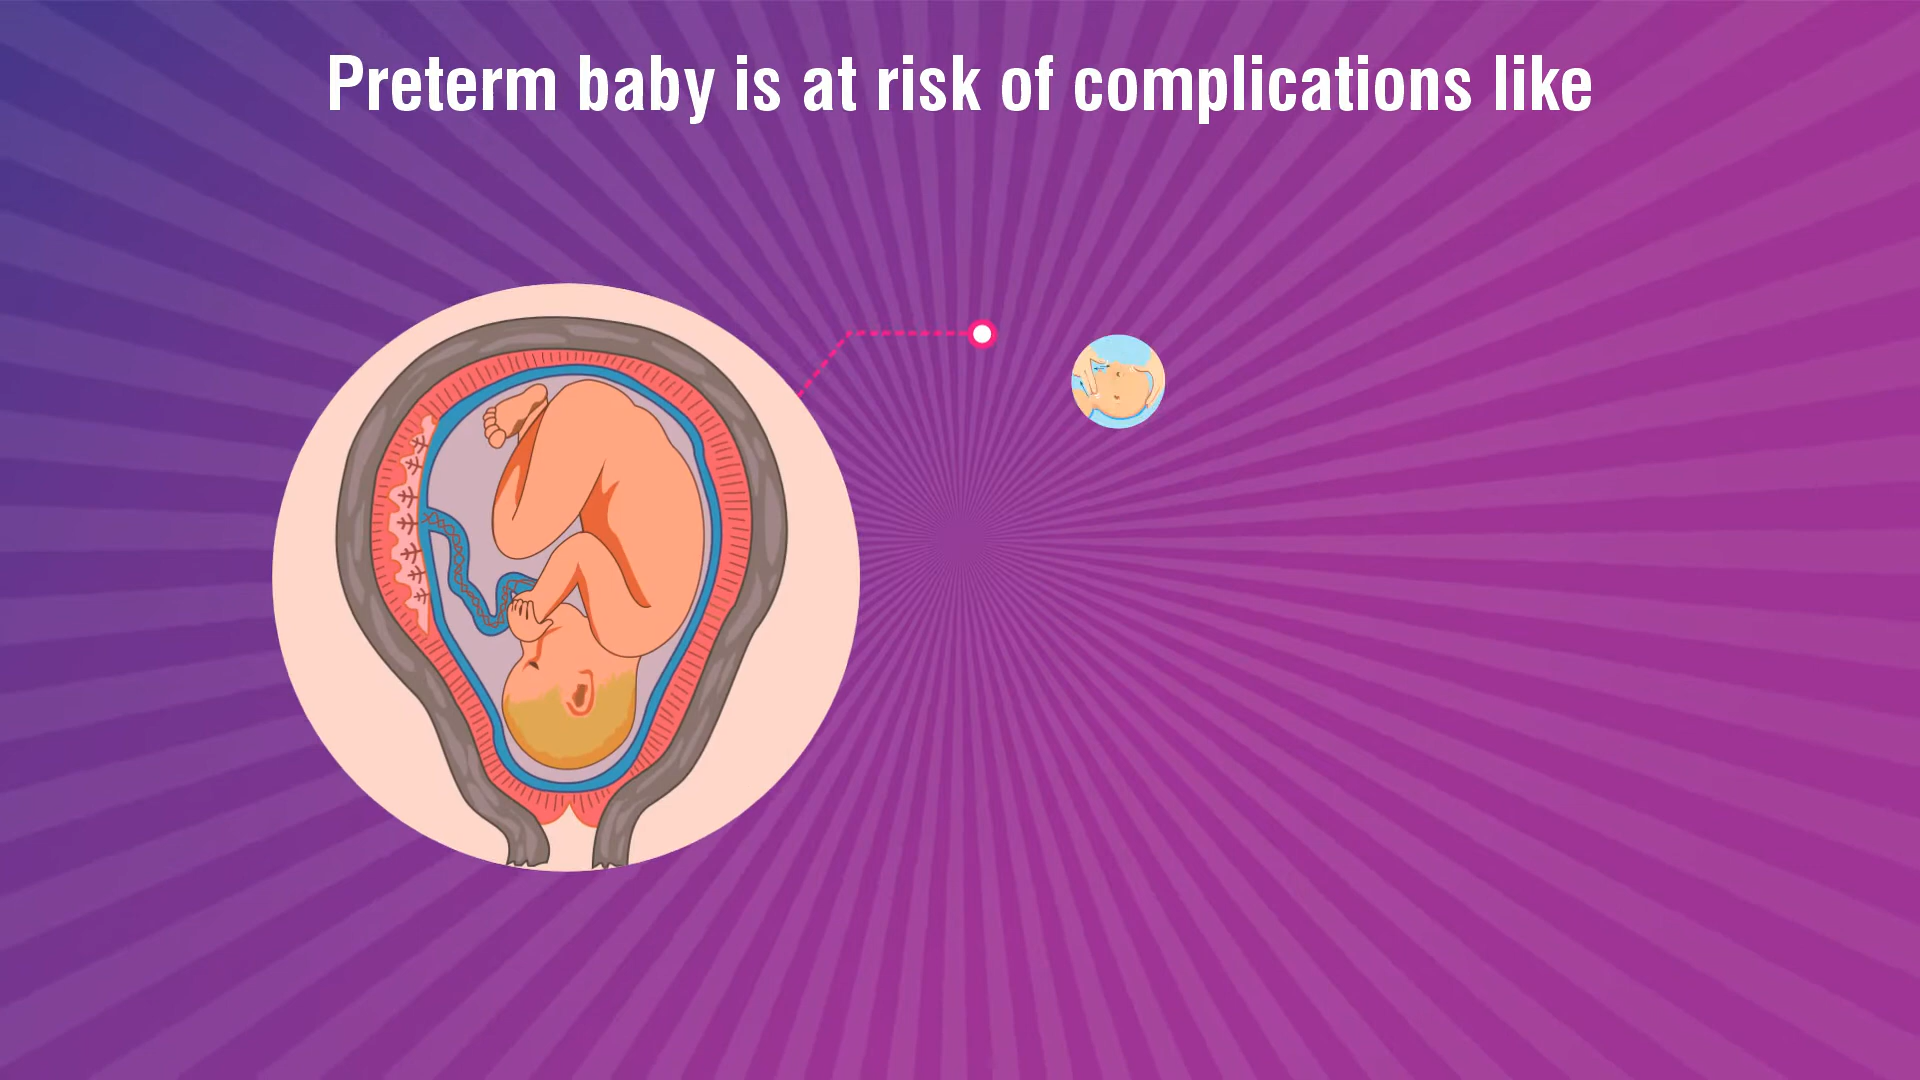 Preterm baby is at risk of complications like